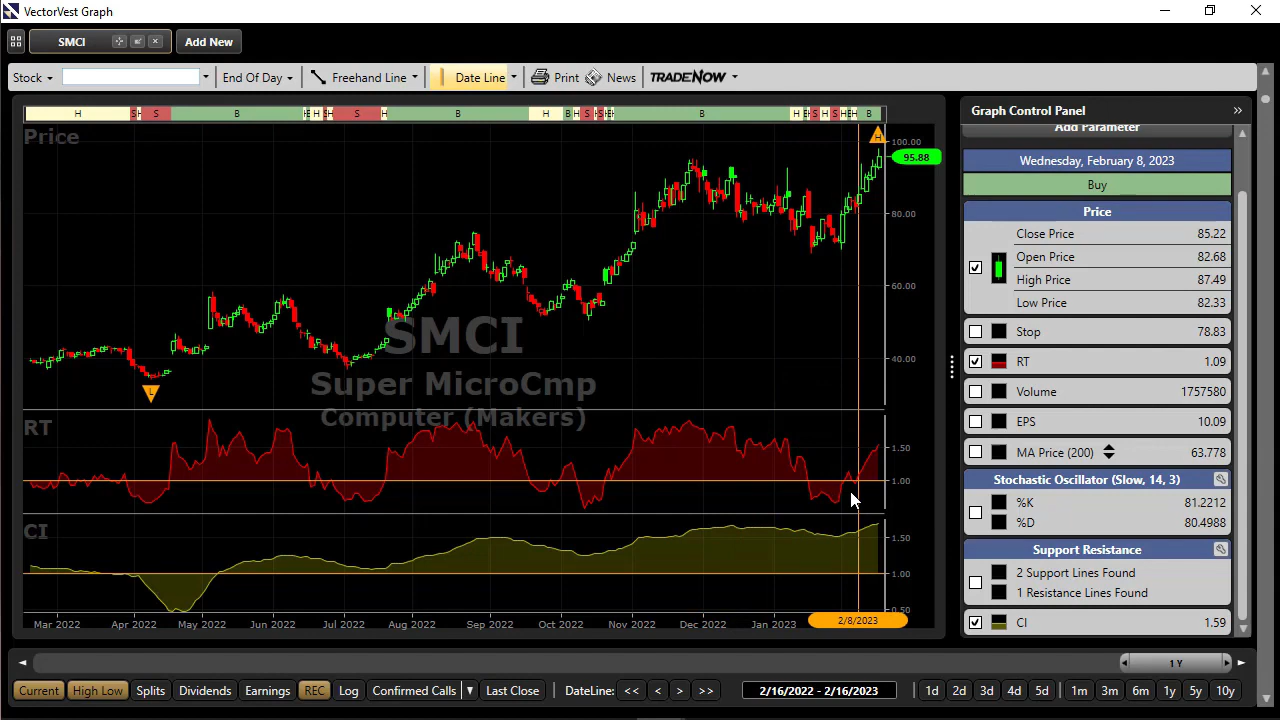 VectorVest Graph
SMCI
Add New
Stock
End Of Day
Freehand Line
Date Line
Print
News
TRADENOW
H S H S B H H S H S H B H B H S S H B H S H S H H B
Price
100.00
95.88
80.00
60.00
40.00
H
L
SMCI
Super MicroCmp
Computer (Makers)
RT
1.50
1.00
CI
1.50
1.00
0.50
Mar 2022 Apr 2022 May 2022 Jun 2022 Jul 2022 Aug 2022 Sep 2022 Oct 2022 Nov 2022 Dec 2022 Jan 2023 2/8/2023
Graph Control Panel
Add Parameter
Wednesday, February 8, 2023
Buy
Price
Close Price 85.22
Open Price 82.68
High Price 87.49
Low Price 82.33
Stop 78.83
RT 1.09
Volume 1757580
EPS 10.09
MA Price (200) 63.778
Stochastic Oscillator (Slow, 14, 3)
%K 81.2212
%D 80.4988
Support Resistance
2 Support Lines Found
1 Resistance Lines Found
CI 1.59
1 Y
Current High Low Splits Dividends Earnings REC Log Confirmed Calls Last Close DateLine: << < > >> 2/16/2022 - 2/16/2023 1d 2d 3d 4d 5d 1m 3m 6m 1y 5y 10y